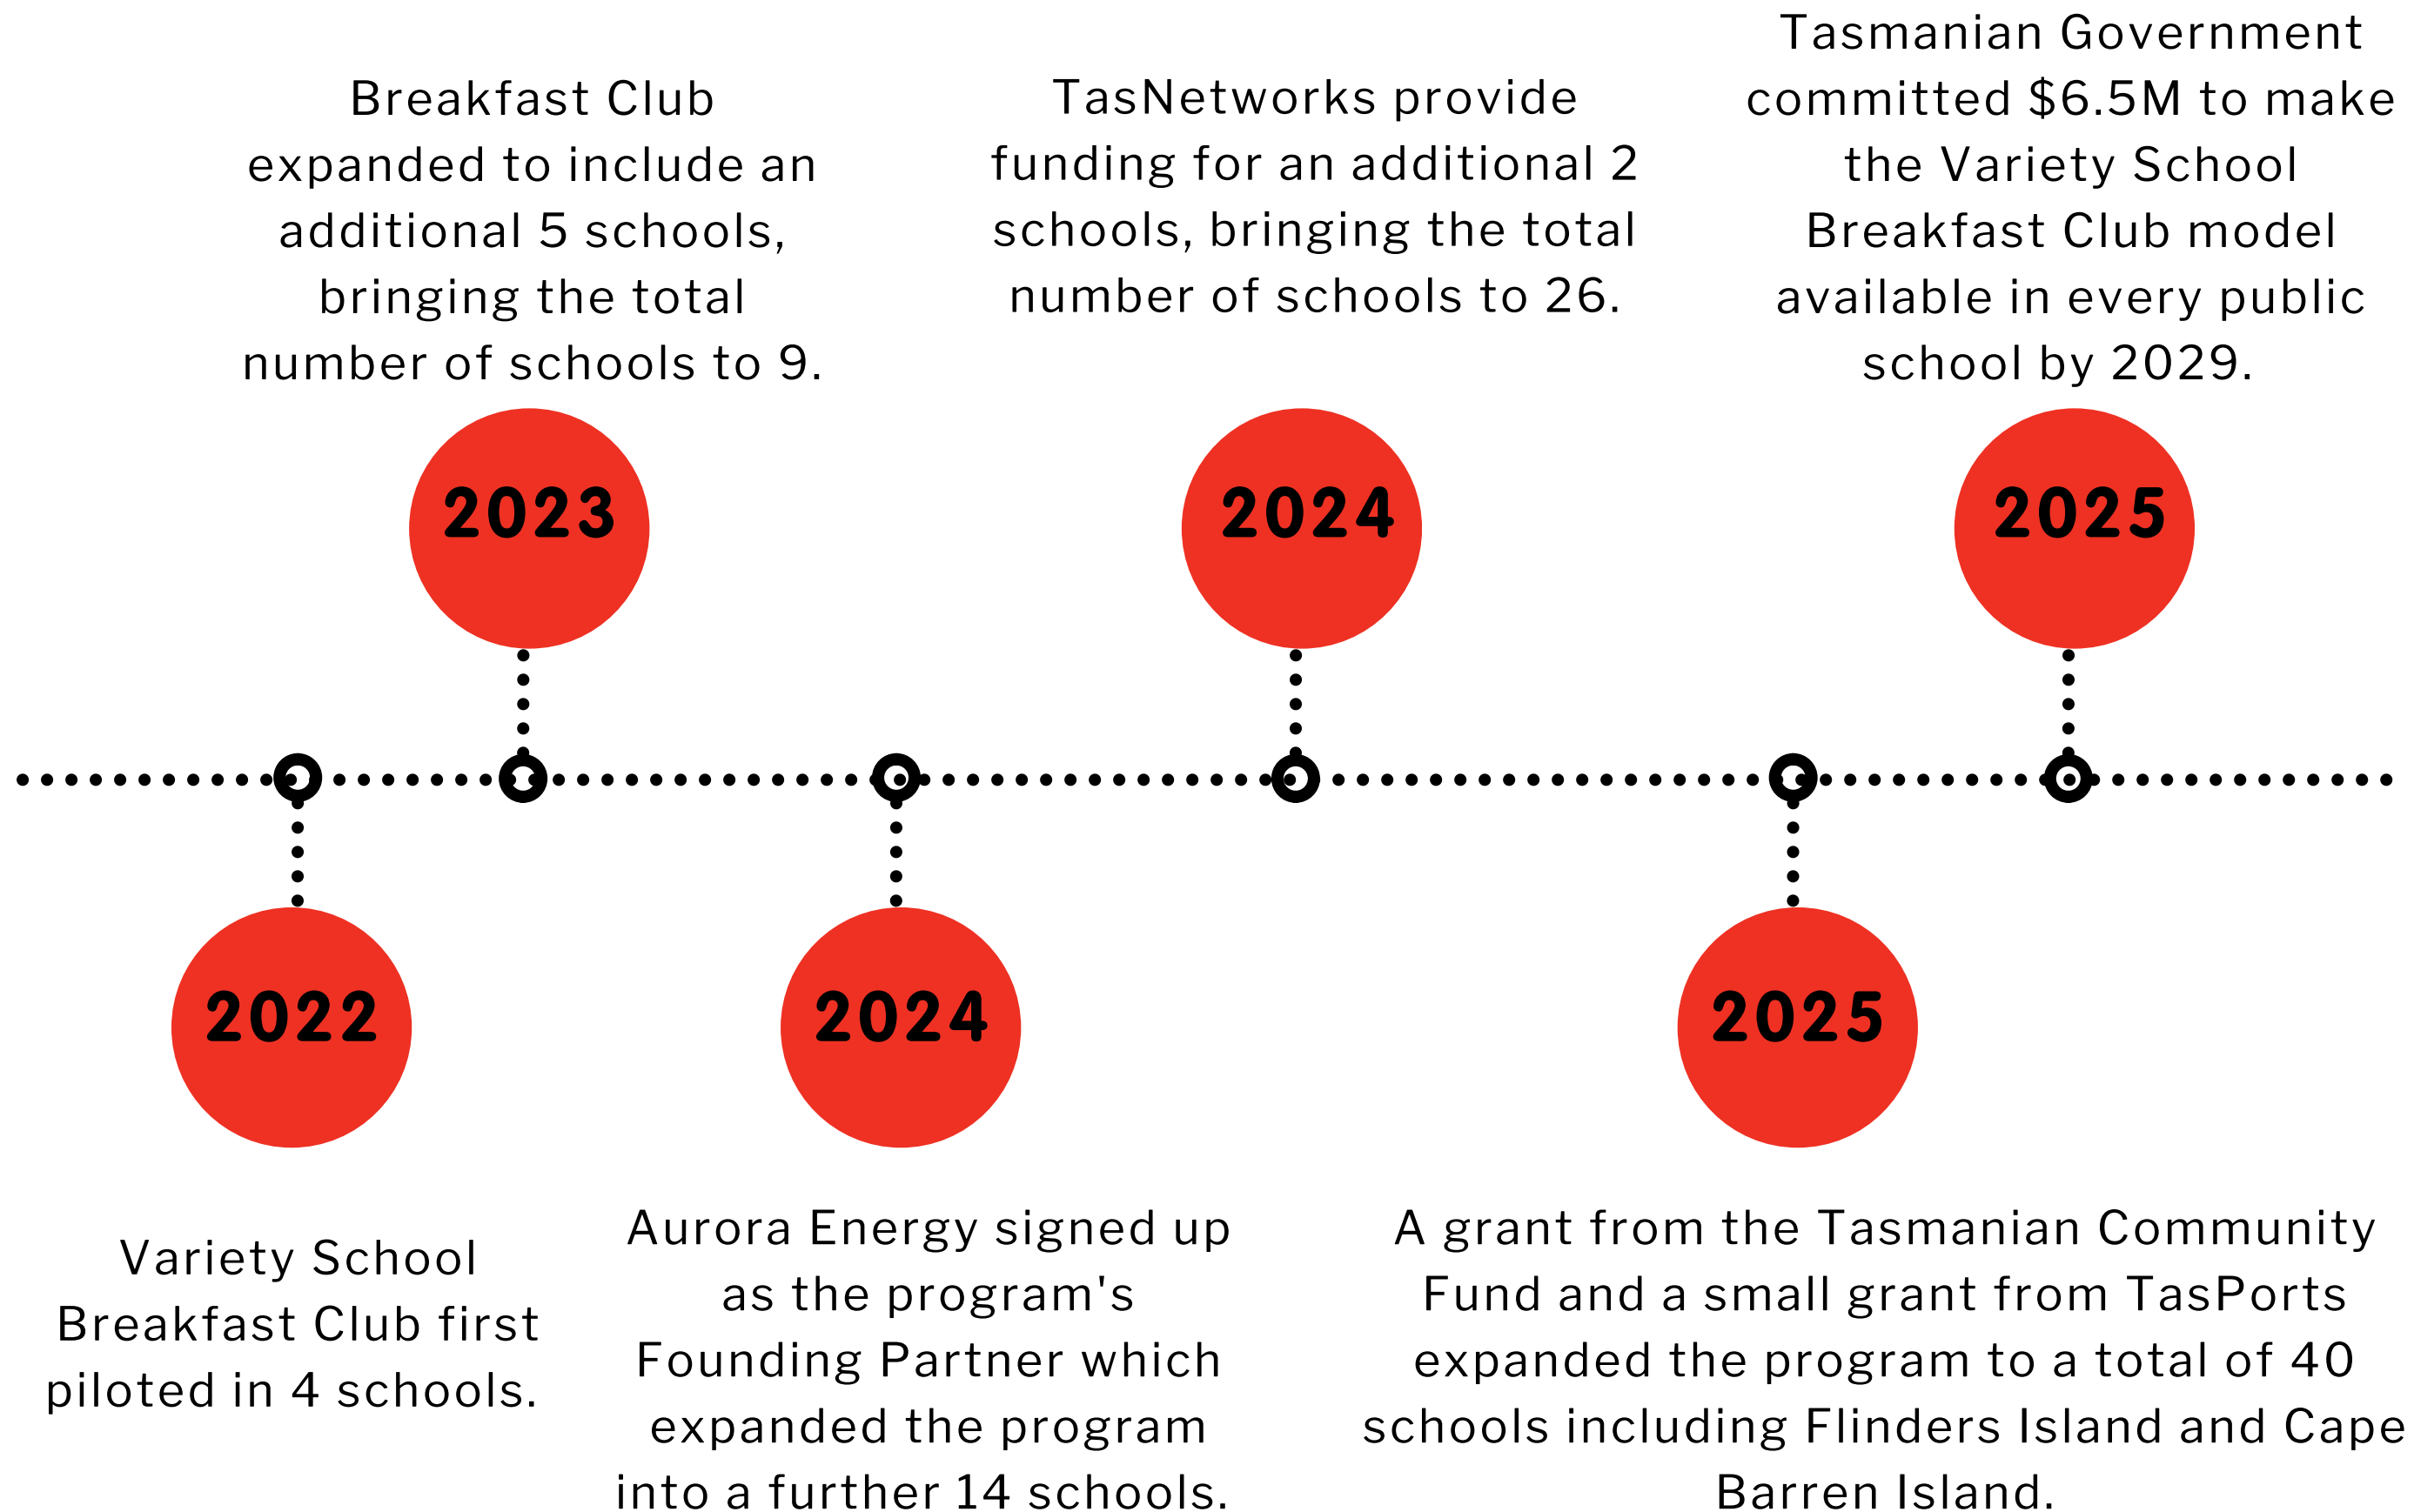 Breakfast Club
expanded to include an
additional 5 schools,
bringing the total
number of schools to 9.
2023
TasNetworks provide
funding for an additional 2
schools, bringing the total
number of schools to 26.
2024
Tasmanian Government
committed $6.5M to make
the Variety School
Breakfast Club model
available in every public
school by 2029.
2025
2022
Variety School
Breakfast Club first
piloted in 4 schools.
2024
Aurora Energy signed up
as the program's
Founding Partner which
expanded the program
into a further 14 schools.
2025
A grant from the Tasmanian Community
Fund and a small grant from TasPorts
expanded the program to a total of 40
schools including Flinders Island and Cape
Barren Island.